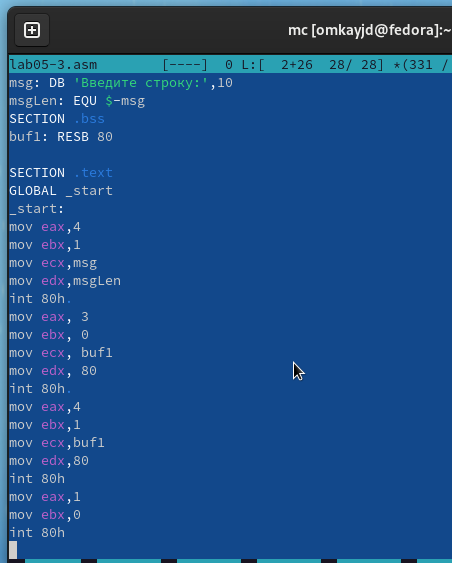 mc [omkayjd@fedora]:~
lab05-3.asm [----] 0 L:[ 2+26 28/ 28] *(331 /
msg: DB 'Введите строку:',10
msgLen: EQU $-msg
SECTION .bss
buf1: RESB 80
SECTION .text
GLOBAL _start
_start:
mov eax,4
mov ebx,1
mov ecx,msg
mov edx,msgLen
int 80h.
mov eax, 3
mov ebx, 0
mov ecx, buf1
mov edx, 80
int 80h.
mov eax,4
mov ebx,1
mov ecx,buf1
mov edx,80
int 80h
mov eax,1
mov ebx,0
int 80h